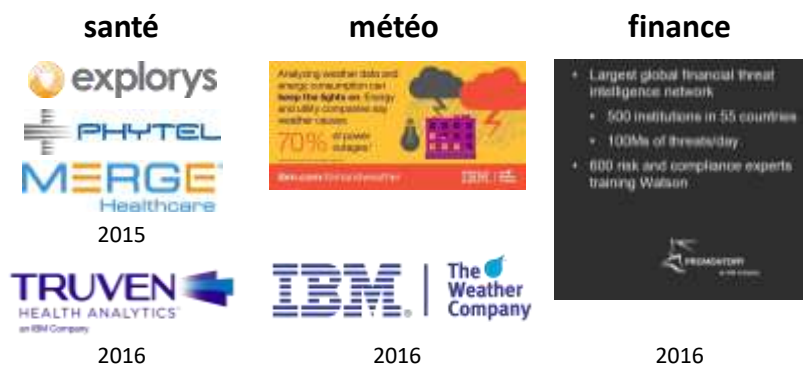 santé
météo
finance
explorys
PHYTEL
MERGE
Healthcare
2015
TRUVEN
HEALTH ANALYTICS
an IBM Company
2016
Analyzing weather data and
energy consumption can
keep the lights on. Energy
and utility companies say
weather causes
70% of power
outages
IBM
IBM
The
Weather
Company
2016
• Largest global financial threat
intelligence network
• 500 institutions in 55 countries
• 100Ms of threats/day
• 600 risk and compliance experts
training Watson
PROMONTORY
2016